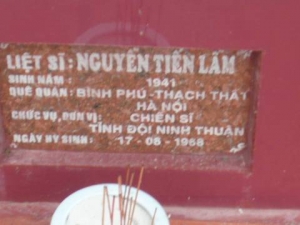 LIỆT SĨ: NGUYỄN TIẾN LÂM
SINH NĂM: 1941
QUÊ QUÁN: BÌNH PHÚ-THẠCH THẤT
HÀ NỘI
CHỨC VỤ, ĐƠN VỊ: CHIẾN SĨ
TỈNH ĐỘI NINH THUẬN
NGÀY HY SINH: 17-08-1968